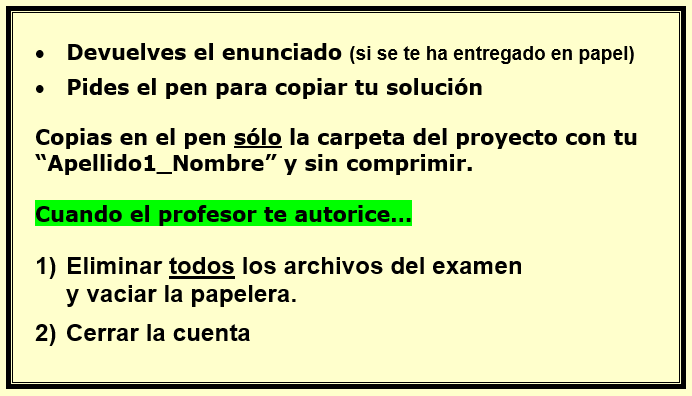 • Devuelves el enunciado (si se te ha entregado en papel)
• Pides el pen para copiar tu solución
Copias en el pen sólo la carpeta del proyecto con tu
“Apellido1_Nombre” y sin comprimir.
Cuando el profesor te autorice...
1) Eliminar todos los archivos del examen
y vaciar la papelera.
2) Cerrar la cuenta